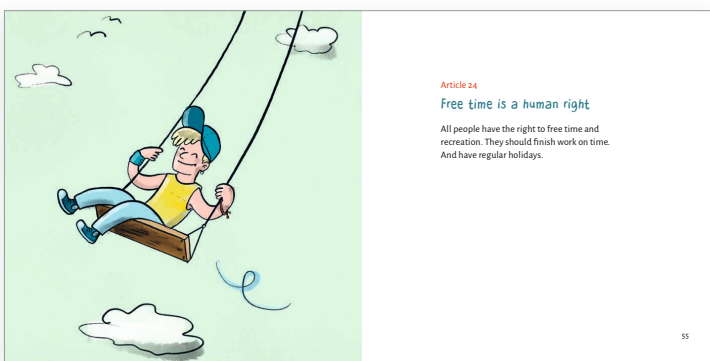 Article 24
Free time is a human right
All people have the right to free time and
recreation. They should finish work on time.
And have regular holidays.
55